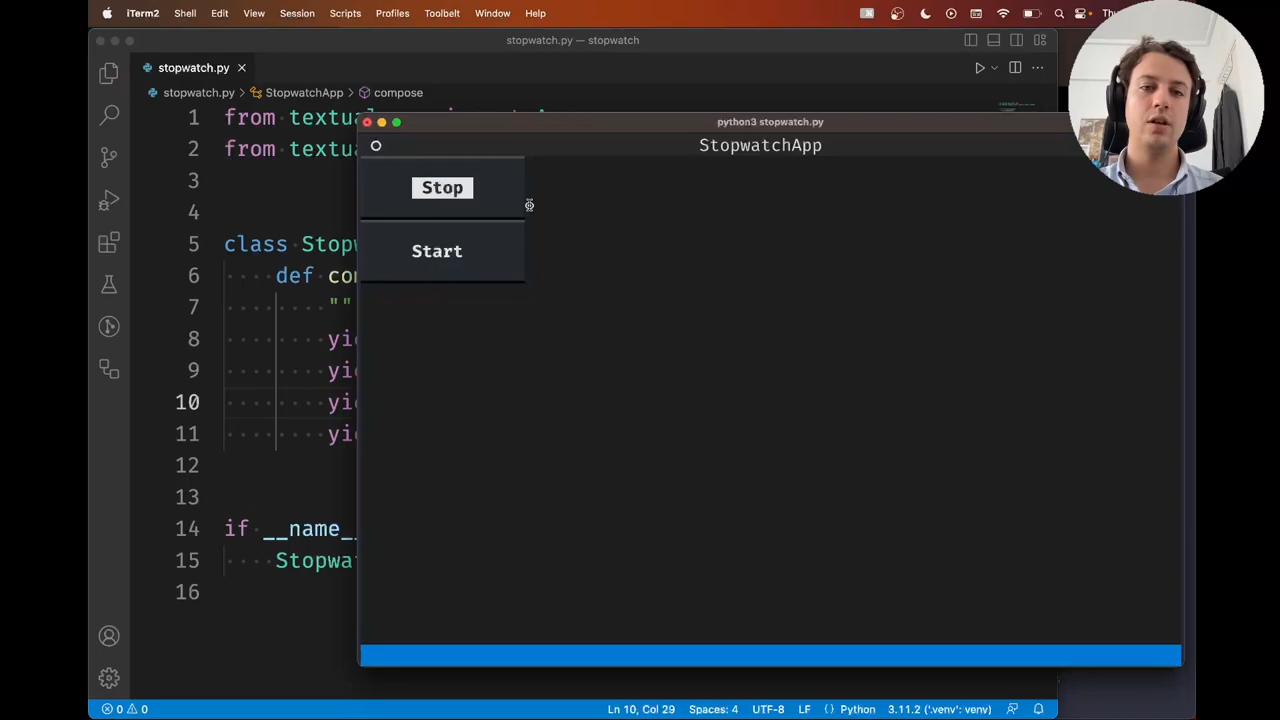 iTerm2 Shell Edit View Session Scripts Profiles Toolbelt Window Help
stopwatch.py — stopwatch
stopwatch.py
stopwatch.py > StopwatchApp > compose
1 from textua
2 from textua
3
4
5 class Stopw
6 def co
7 ""
8 yi
9 yi
10 yi
11 yi
12
13
14 if __name_
15 Stopwa
16
python3 stopwatch.py
StopwatchApp
Stop
Start
0 0
Ln 10, Col 29 Spaces: 4 UTF-8 LF {} Python 3.11.2 ('.venv': venv)